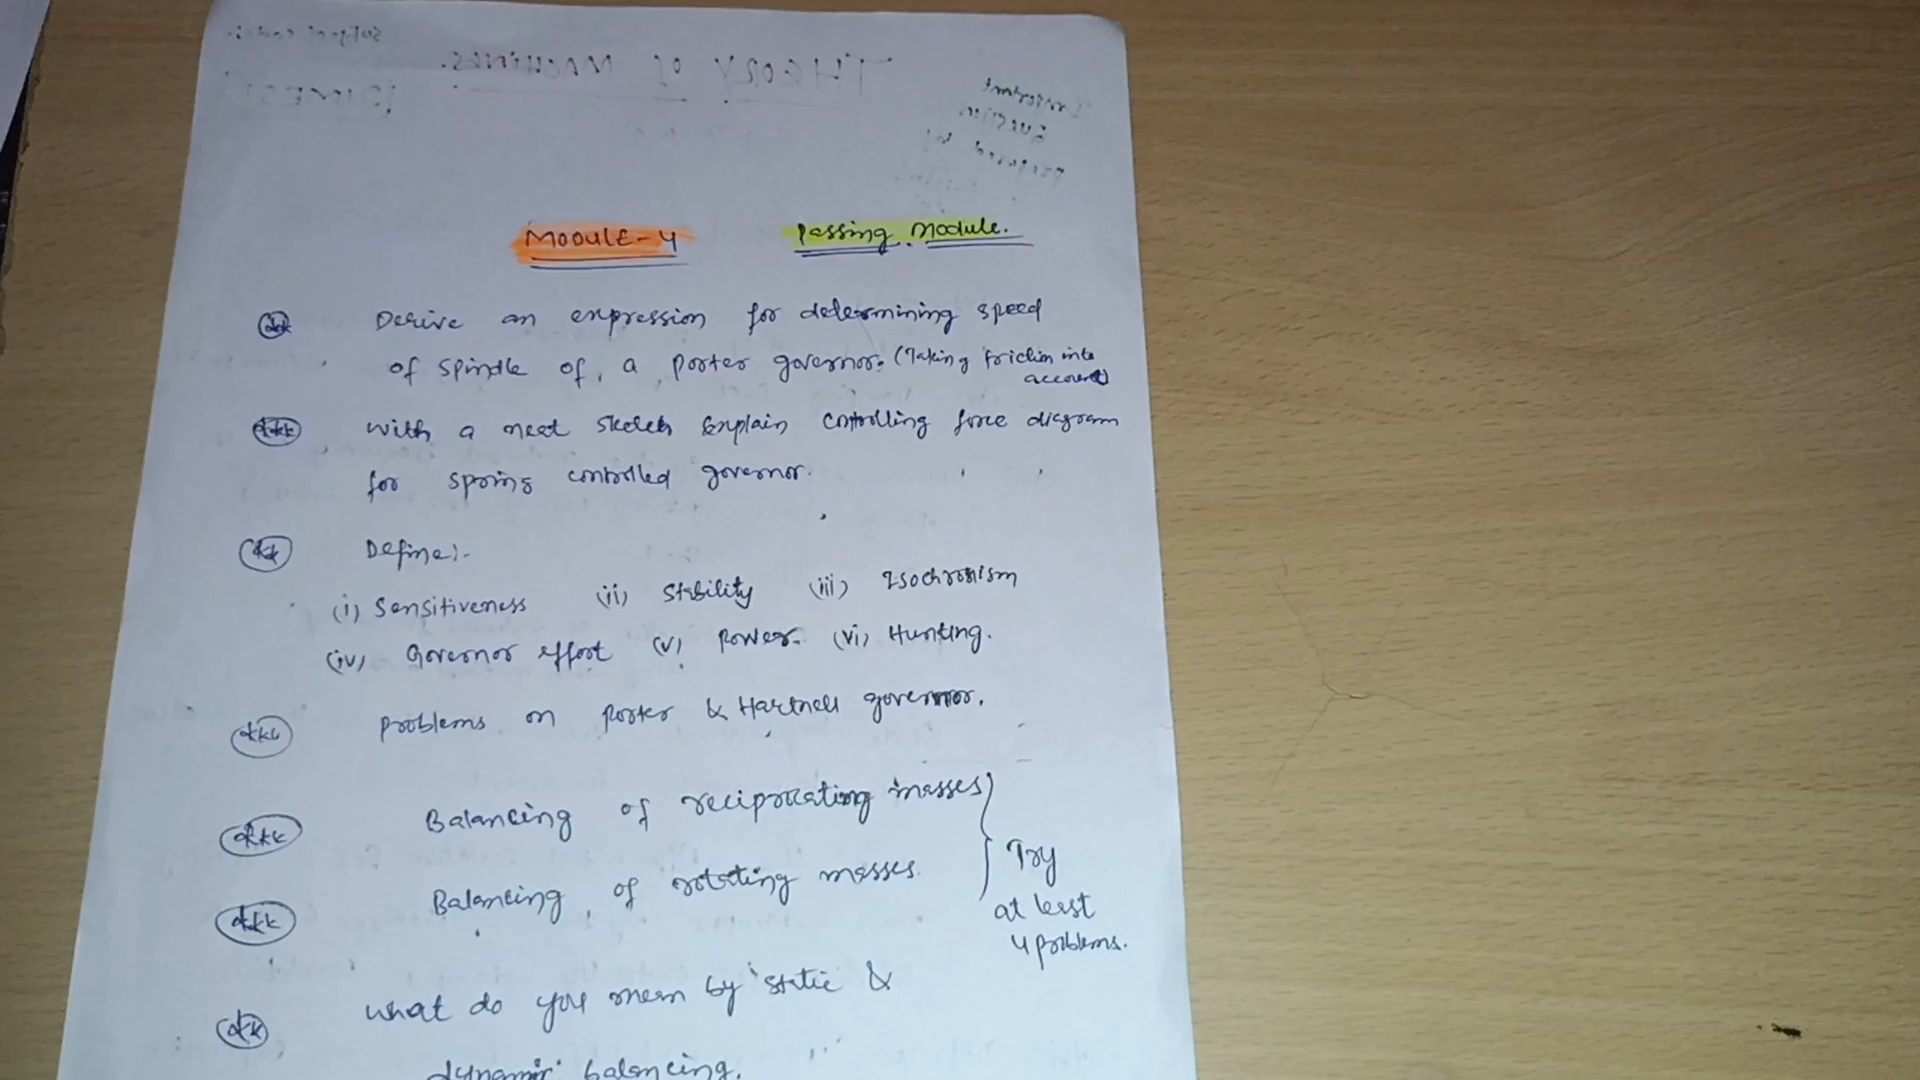 MODULE-4 Passing Module.
Derive an expression for determining speed
of spindle of a porter governor. (Taking friction into
account)
with a neat sketch Explain controlling force diagram
for spring controlled governor.
Define:-
(i) Sensitiveness (ii) Stability (iii) Isochronism
(iv) Governor effort (v) Power. (vi) Hunting.
Problems on Porter & Hartnell governor.
Balancing of reciprocating masses
Balancing of rotating masses.
Try
at least
4 problems.
what do you mean by static &
dynamic balancing.